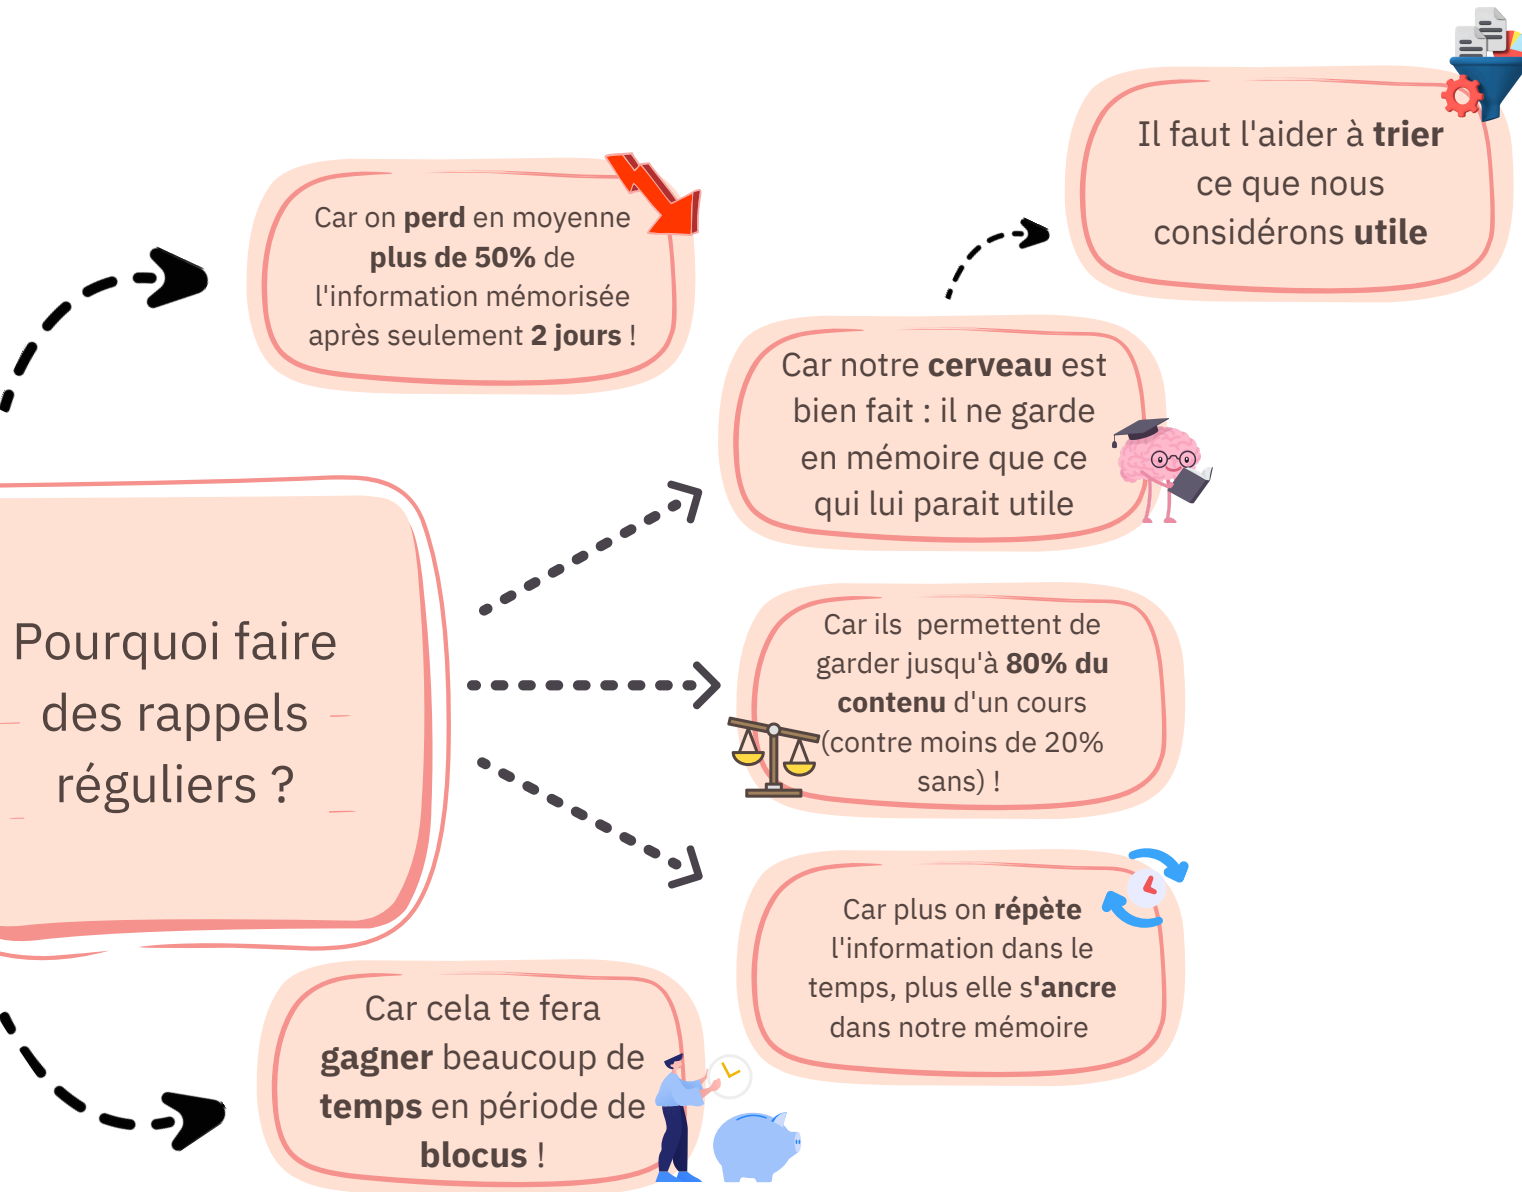 Il faut l'aider à trier
ce que nous
considérons utile
Car on perd en moyenne
plus de 50% de
l'information mémorisée
après seulement 2 jours !
Car notre cerveau est
bien fait : il ne garde
en mémoire que ce
qui lui parait utile
Pourquoi faire
des rappels
réguliers ?
Car ils permettent de
garder jusqu'à 80% du
contenu d'un cours
(contre moins de 20%
sans) !
Car plus on répète
l'information dans le
temps, plus elle s'ancre
dans notre mémoire
Car cela te fera
gagner beaucoup de
temps en période de
blocus !